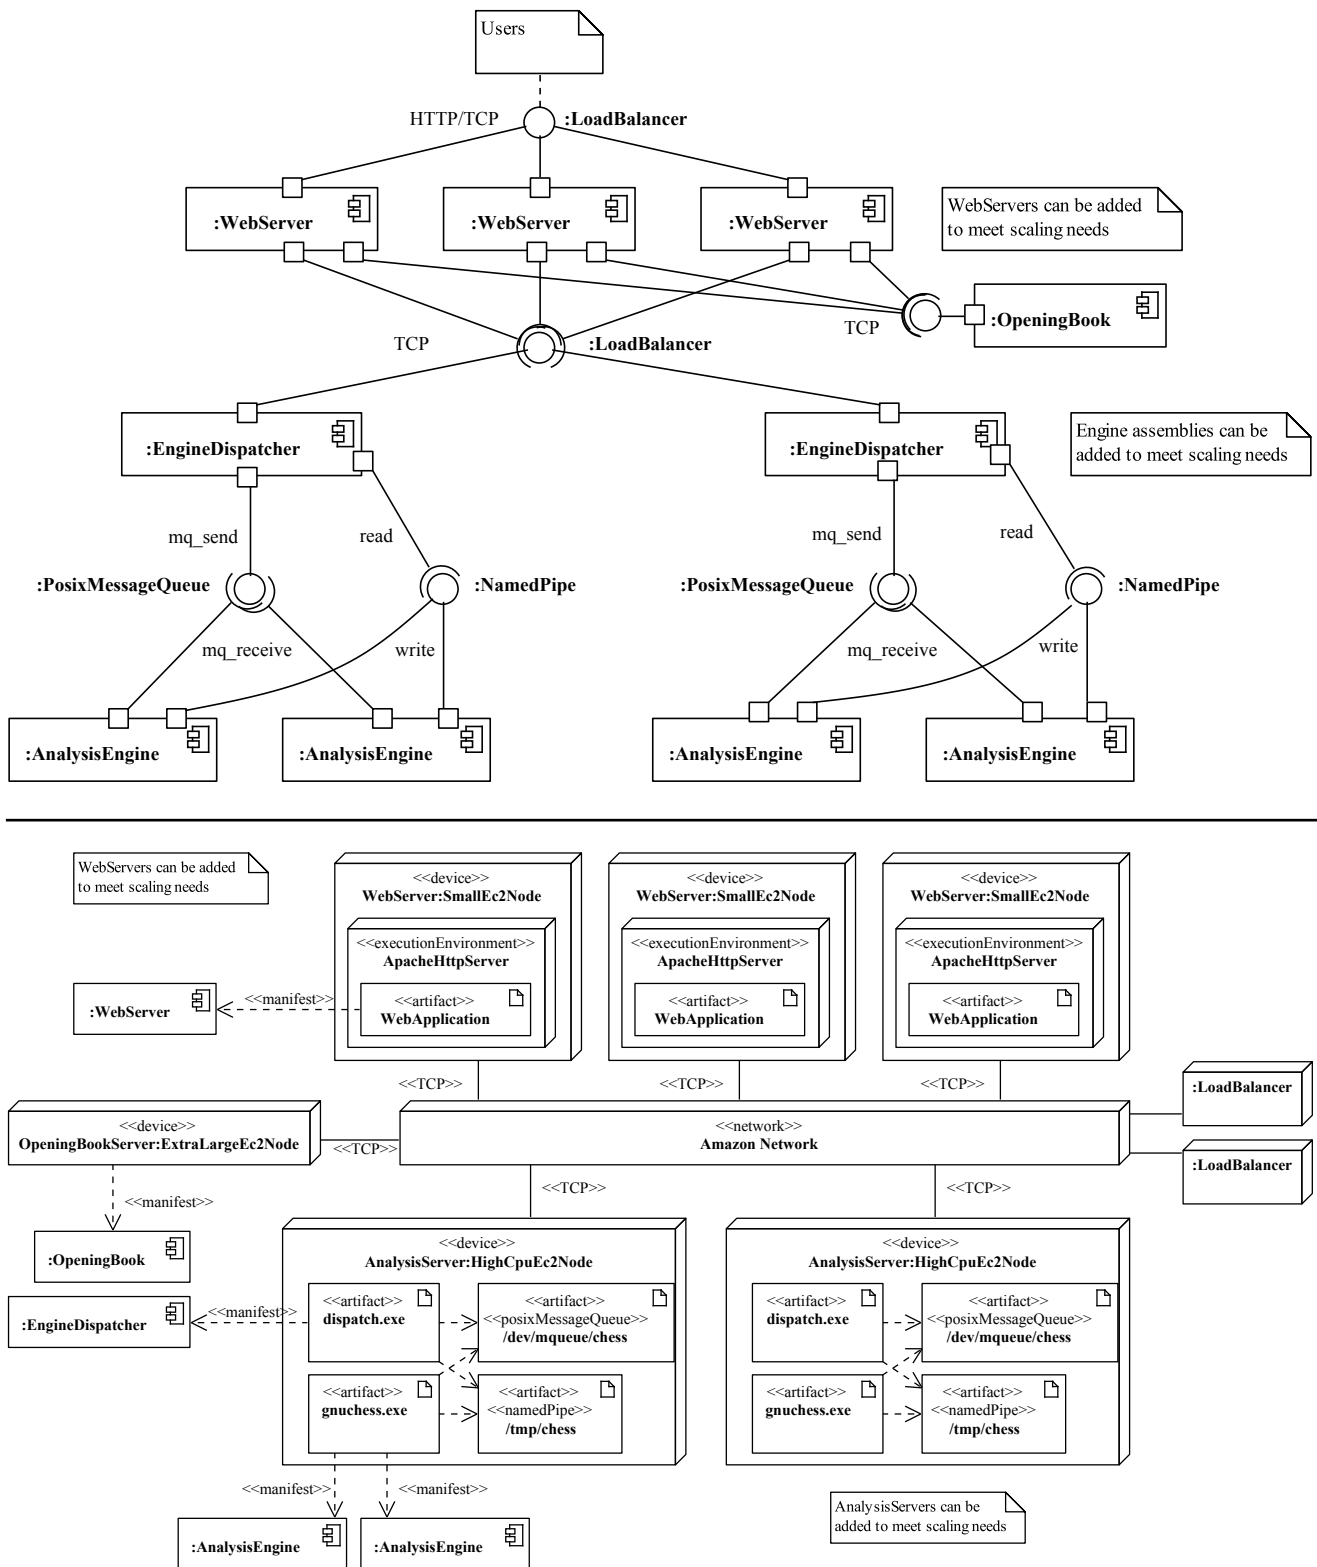 Users
HTTP/TCP
:LoadBalancer
:WebServer
:WebServer
:WebServer
WebServers can be added
to meet scaling needs
TCP
:LoadBalancer
TCP
:OpeningBook
:EngineDispatcher
:EngineDispatcher
Engine assemblies can be
added to meet scaling needs
mq_send
read
mq_send
read
:PosixMessageQueue
:NamedPipe
:PosixMessageQueue
:NamedPipe
mq_receive
write
mq_receive
write
:AnalysisEngine
:AnalysisEngine
:AnalysisEngine
:AnalysisEngine
WebServers can be added
to meet scaling needs
<<device>>
WebServer:SmallEc2Node
<<executionEnvironment>>
ApacheHttpServer
<<artifact>>
WebApplication
<<device>>
WebServer:SmallEc2Node
<<executionEnvironment>>
ApacheHttpServer
<<artifact>>
WebApplication
<<device>>
WebServer:SmallEc2Node
<<executionEnvironment>>
ApacheHttpServer
<<artifact>>
WebApplication
<<manifest>>
:WebServer
<<TCP>>
<<TCP>>
<<TCP>>
:LoadBalancer
<<device>>
OpeningBookServer:ExtraLargeEc2Node
<<TCP>>
<<network>>
Amazon Network
:LoadBalancer
<<manifest>>
<<TCP>>
<<TCP>>
:OpeningBook
<<device>>
AnalysisServer:HighCpuEc2Node
<<device>>
AnalysisServer:HighCpuEc2Node
<<manifest>>
:EngineDispatcher
<<artifact>>
dispatch.exe
<<artifact>>
<<posixMessageQueue>>
/dev/mqueue/chess
<<artifact>>
dispatch.exe
<<artifact>>
<<posixMessageQueue>>
/dev/mqueue/chess
<<artifact>>
gnuchess.exe
<<artifact>>
<<namedPipe>>
/tmp/chess
<<artifact>>
gnuchess.exe
<<artifact>>
<<namedPipe>>
/tmp/chess
<<manifest>>
<<manifest>>
:AnalysisEngine
:AnalysisEngine
AnalysisServers can be
added to meet scaling needs